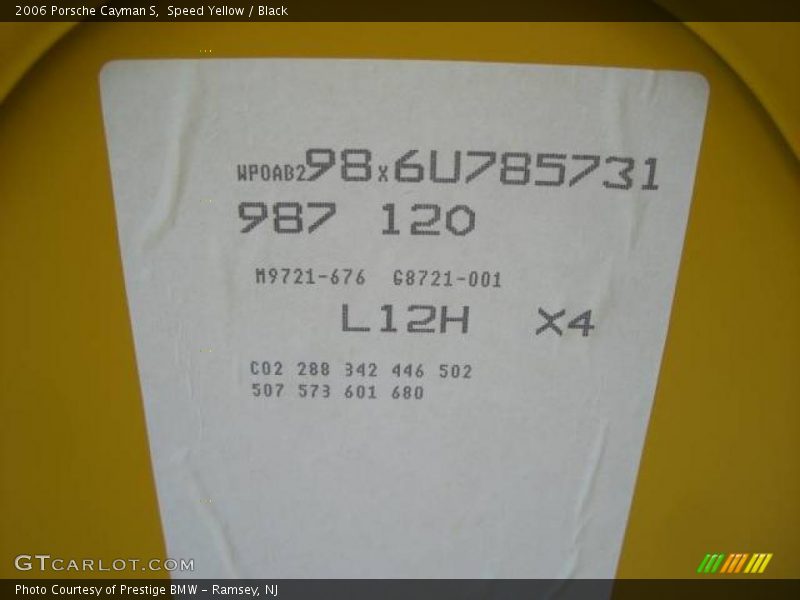 2006 Porsche Cayman S, Speed Yellow / Black
WP0AB298x6U785731
987 120
M9721-676 G8721-001
L12H X4
C02 288 342 446 502
507 573 601 680
GTCARLOT.COM
Photo Courtesy of Prestige BMW - Ramsey, NJ